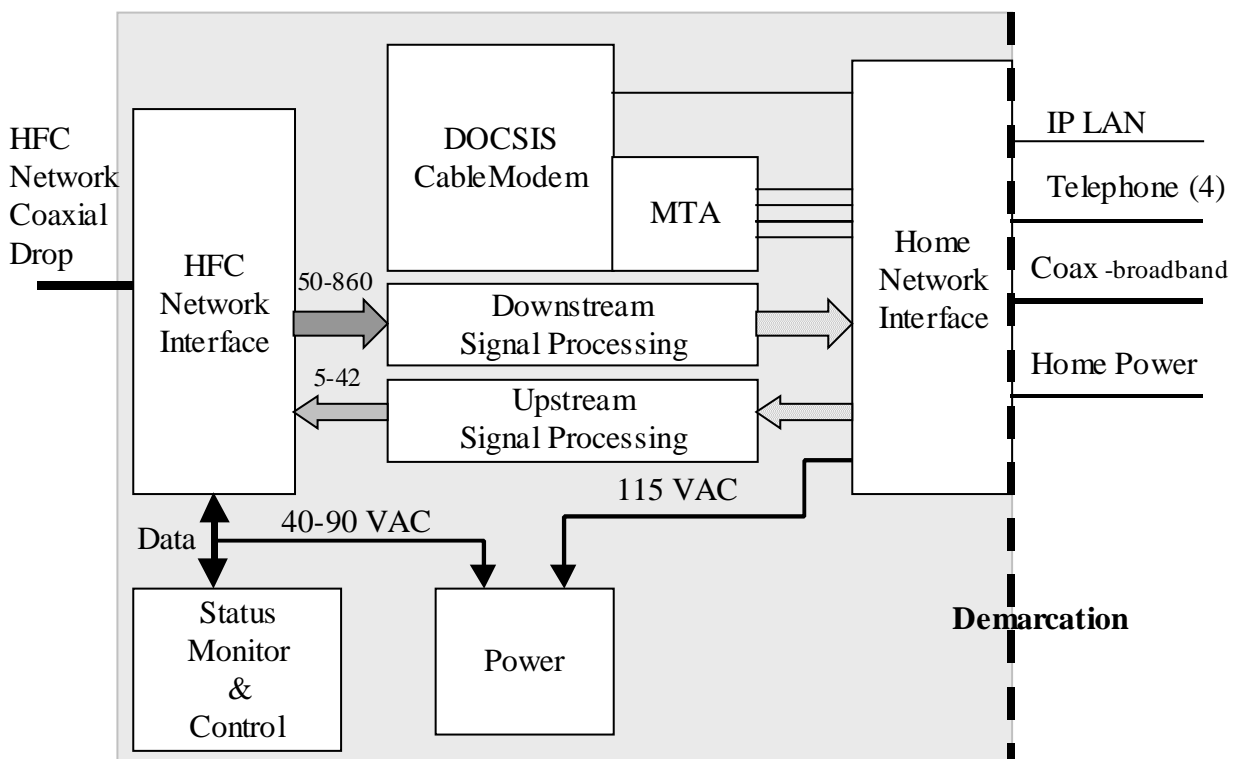 HFC
Network
Coaxial
Drop
HFC
Network
Interface
DOCSIS
CableModem
MTA
50-860
Downstream
Signal Processing
5-42
Upstream
Signal Processing
Home
Network
Interface
IP LAN
Telephone (4)
Coax -broadband
Home Power
115 VAC
40-90 VAC
Data
Status
Monitor
&
Control
Power
Demarcation